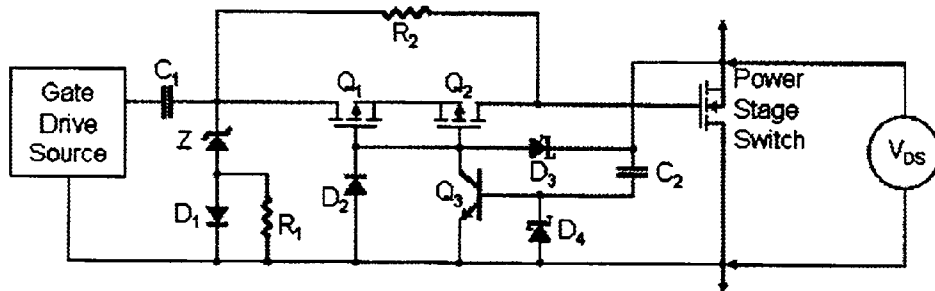 R2
C1
Q1
Q2
Gate
Drive
Source
Power
Stage
Switch
VDS
Z
D3
C2
D2
Q3
D1
R1
D4